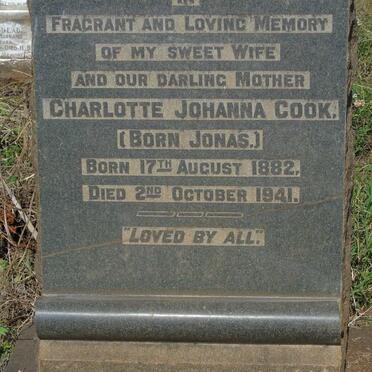 IN
FRAGRANT AND LOVING MEMORY
OF MY SWEET WIFE
AND OUR DARLING MOTHER
CHARLOTTE JOHANNA COOK.
(BORN JONAS.)
BORN 17TH AUGUST 1882.
DIED 2ND OCTOBER 1941.
"LOVED BY ALL."